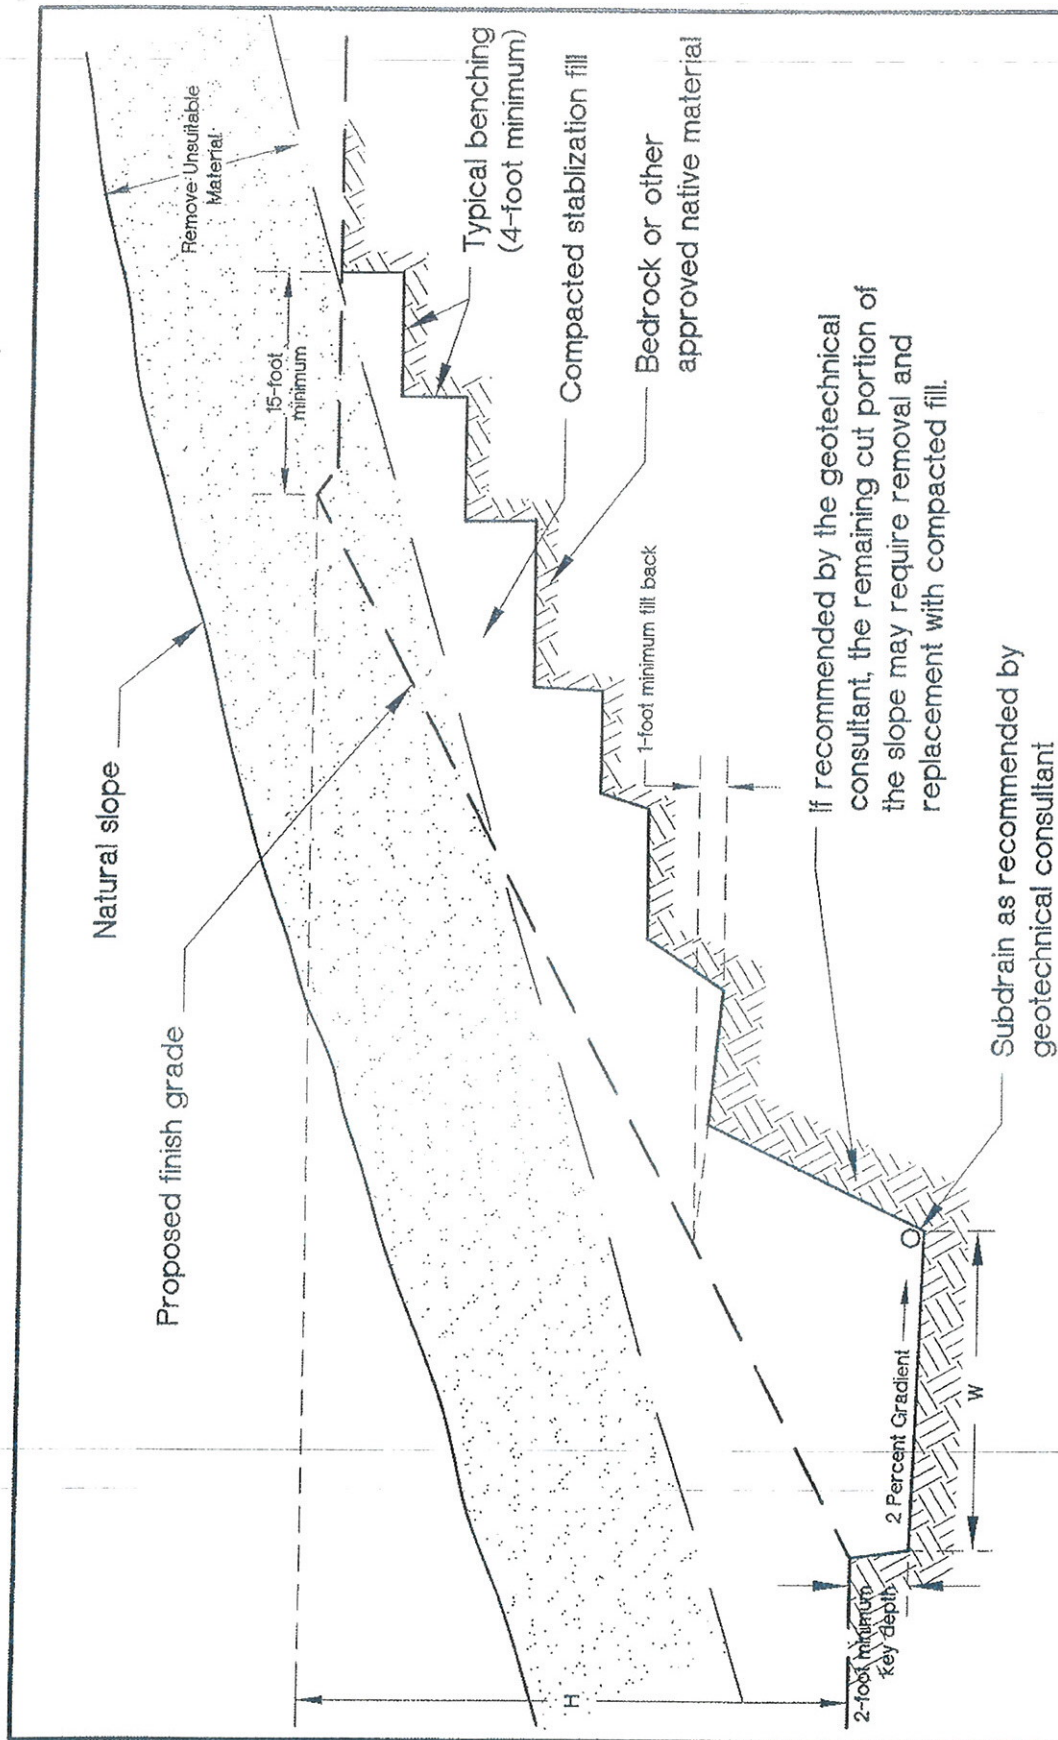 Natural slope
Proposed finish grade
Remove Unsuitable
Material
15-foot
minimum
Typical benching
(4-foot minimum)
Compacted stablization fill
Bedrock or other
approved native material
1-foot minimum tilt back
If recommended by the geotechnical
consultant, the remaining cut portion of
the slope may require removal and
replacement with compacted fill.
Subdrain as recommended by
geotechnical consultant
2 Percent Gradient
W
H
2-foot minimum
key depth